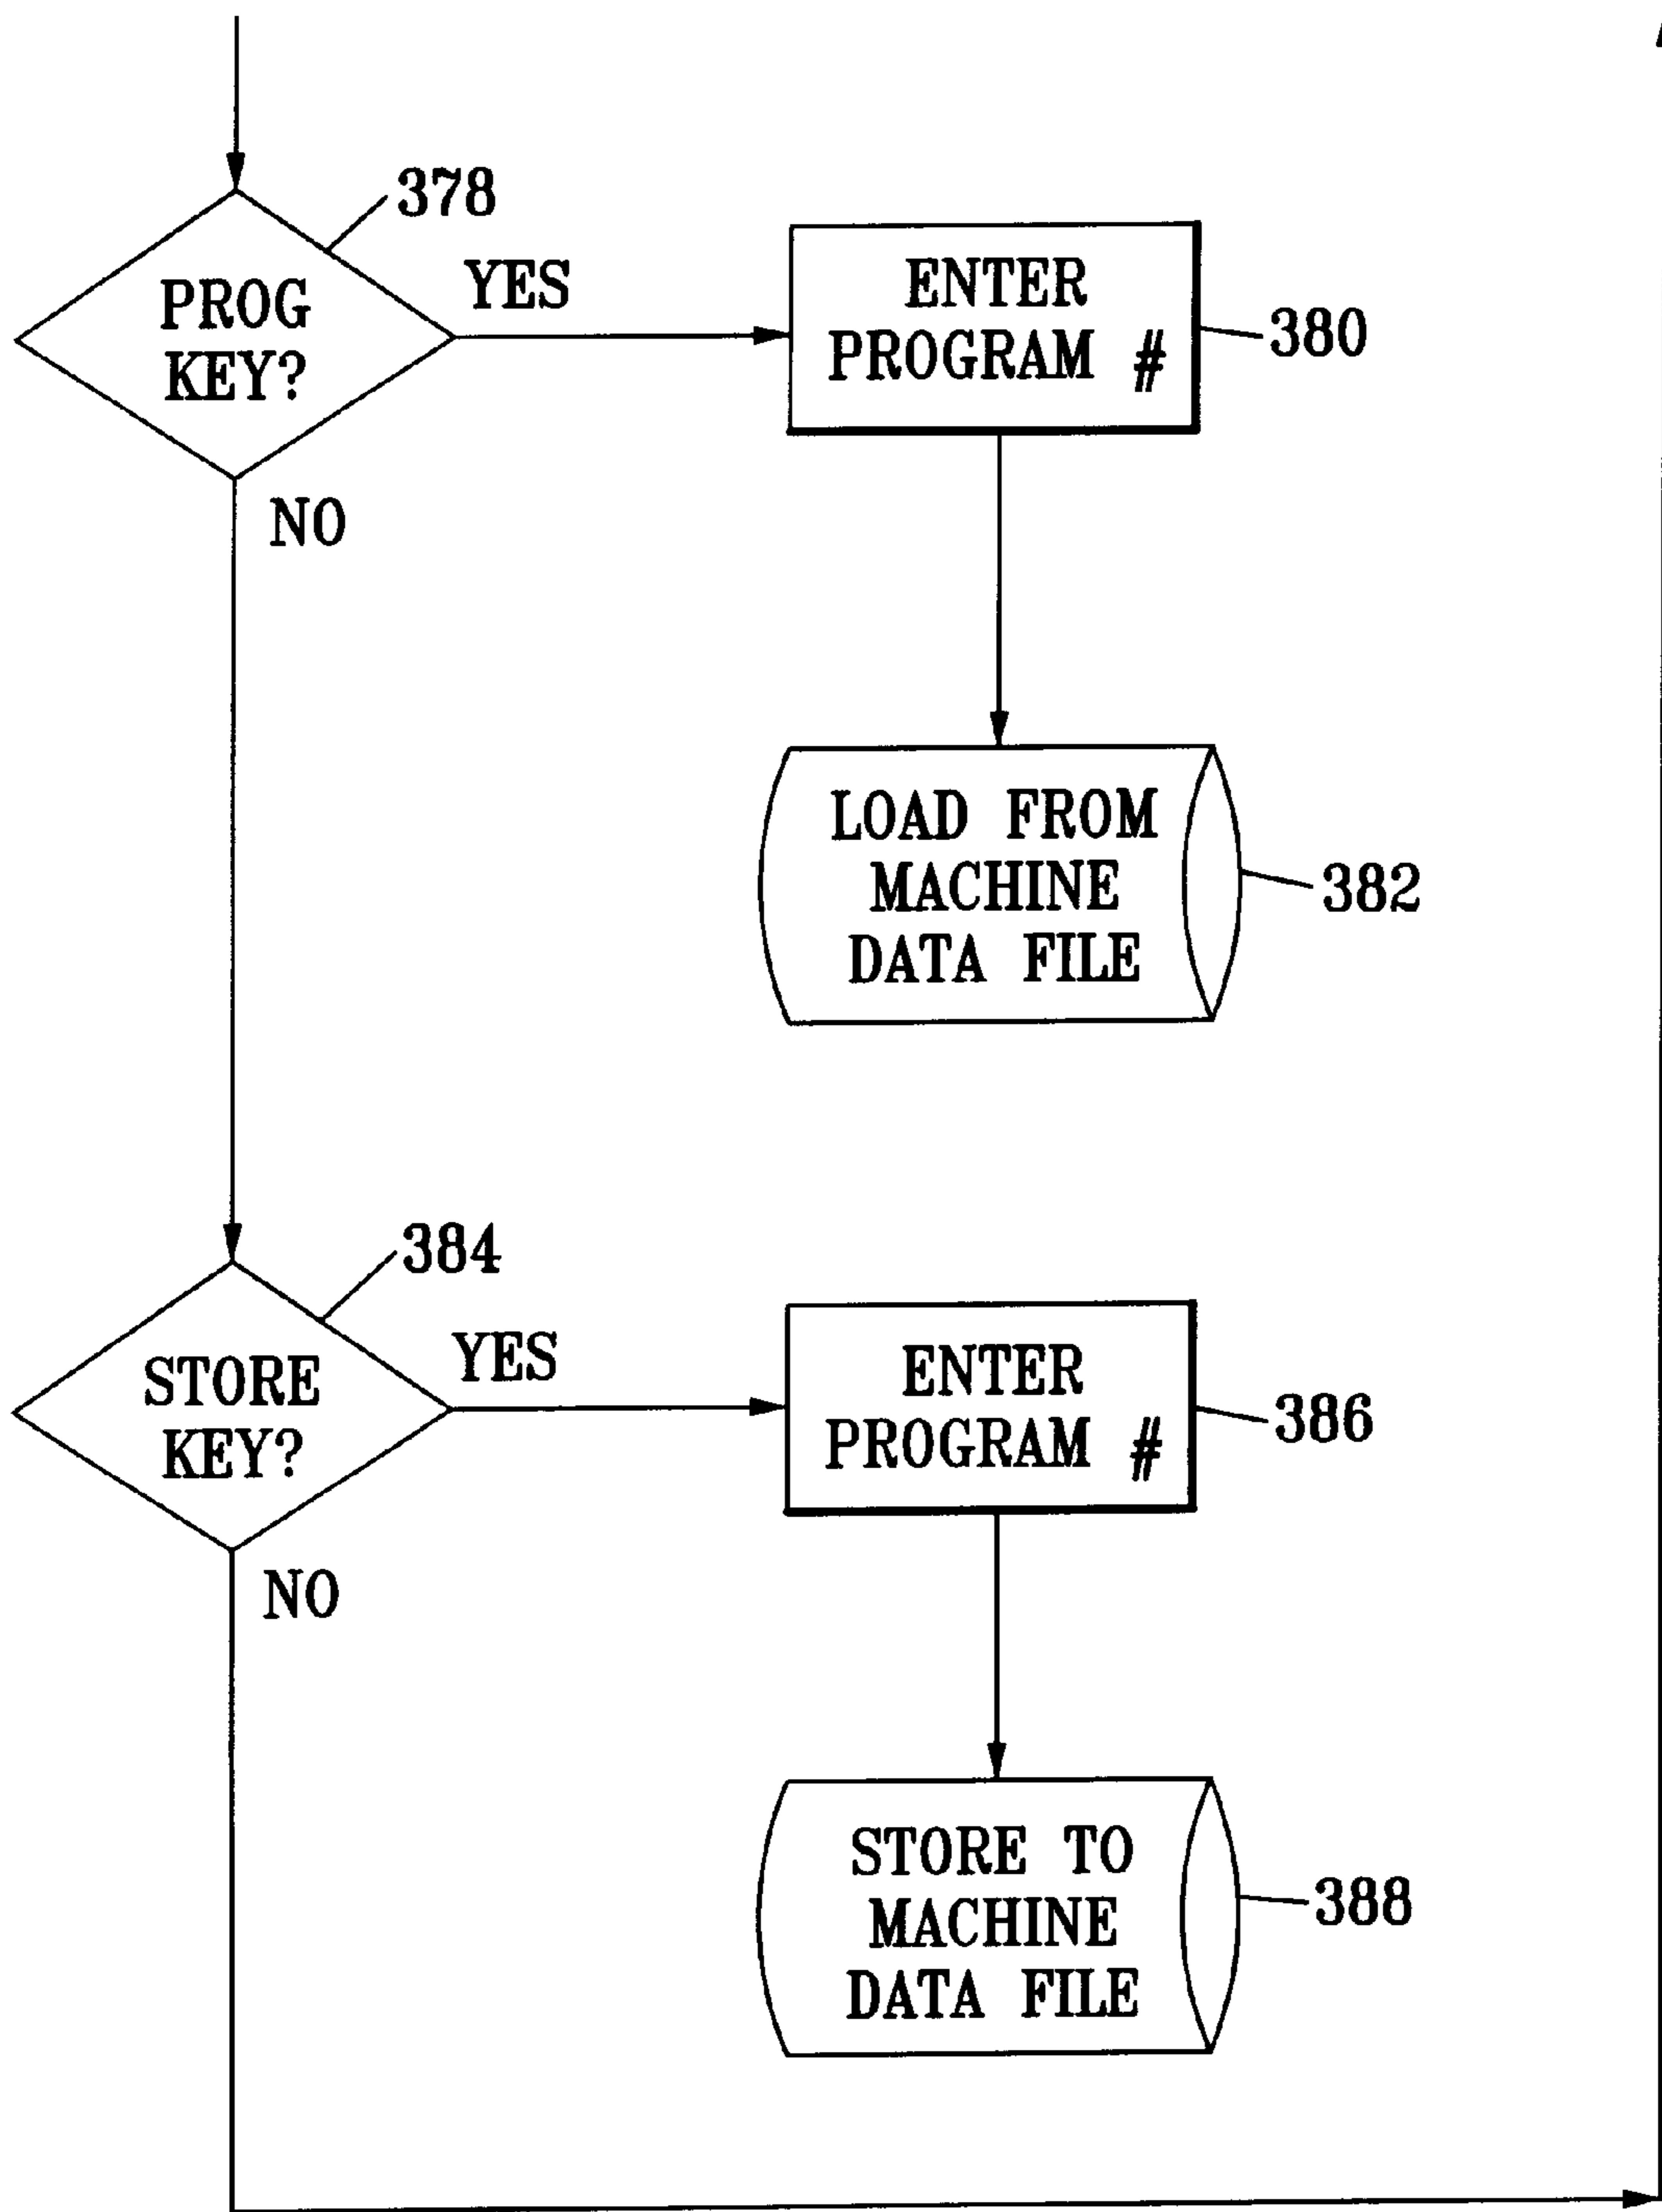 378
PROG
KEY?
YES
NO
ENTER
PROGRAM #
380
LOAD FROM
MACHINE
DATA FILE
382
384
STORE
KEY?
YES
NO
ENTER
PROGRAM #
386
STORE TO
MACHINE
DATA FILE
388